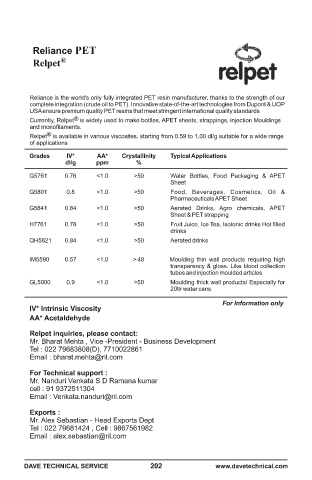 Reliance PET
Relpet®
relpet
Reliance is the world's only fully integrated PET resin manufacturer, thanks to the strength of our
complete integration (crude oil to PET). Innovative state-of-the-art technologies from Dupont & UOP
USA ensure premium quality PET resins that meet stringent international quality standards
Currently, Relpet® is widely used to make bottles, APET sheets, strappings, injection Mouldings
and monofilaments.
Relpet® is available in various viscosities, starting from 0.59 to 1.00 dl/g suitable for a wide range
of applications
Grades IV* AA* Crystallinity Typical Applications
dl/g ppm %
G5761 0.76 <1.0 >50 Water Bottles, Food Packaging & APET
Sheet
G5801 0.8 <1.0 >50 Food, Beverages, Cosmetics, Oil &
Pharmaceuticals APET Sheet
G5841 0.84 <1.0 >50 Aerated Drinks, Agro chemicals, APET
Sheet & PET strapping
H7761 0.78 <1.0 >50 Fruit Juice, Ice Tea, Isotonic drinks Hot filled
drinks
QH5821 0.84 <1.0 >50 Aerated drinks
IM5590 0.57 <1.0 >48 Moulding thin wall products requiring high
transparency & gloss. Like blood collection
tubes and injection moulded articles
GL5000 0.9 <1.0 >50 Moulding thick wall products! Especially for
20ltr water cans
For Information only
IV* Intrinsic Viscosity
AA* Acetaldehyde
Relpet inquiries, please contact:
Mr. Bharat Mehta , Vice -President - Business Development
Tel : 022 79683808(D), 7710022861
Email : bharat.mehta@ril.com
For Technical support :
Mr. Nanduri Venkata S D Ramana kumar
cell : 91 9372511304
Email : Venkata.nanduri@ril.com
Exports :
Mr. Alex Sebastian - Head Exports Dept
Tel : 022 79681424 , Cell : 9867561982
Email : alex.sebastian@ril.com
DAVE TECHNICAL SERVICE 202 www.davetechnical.com